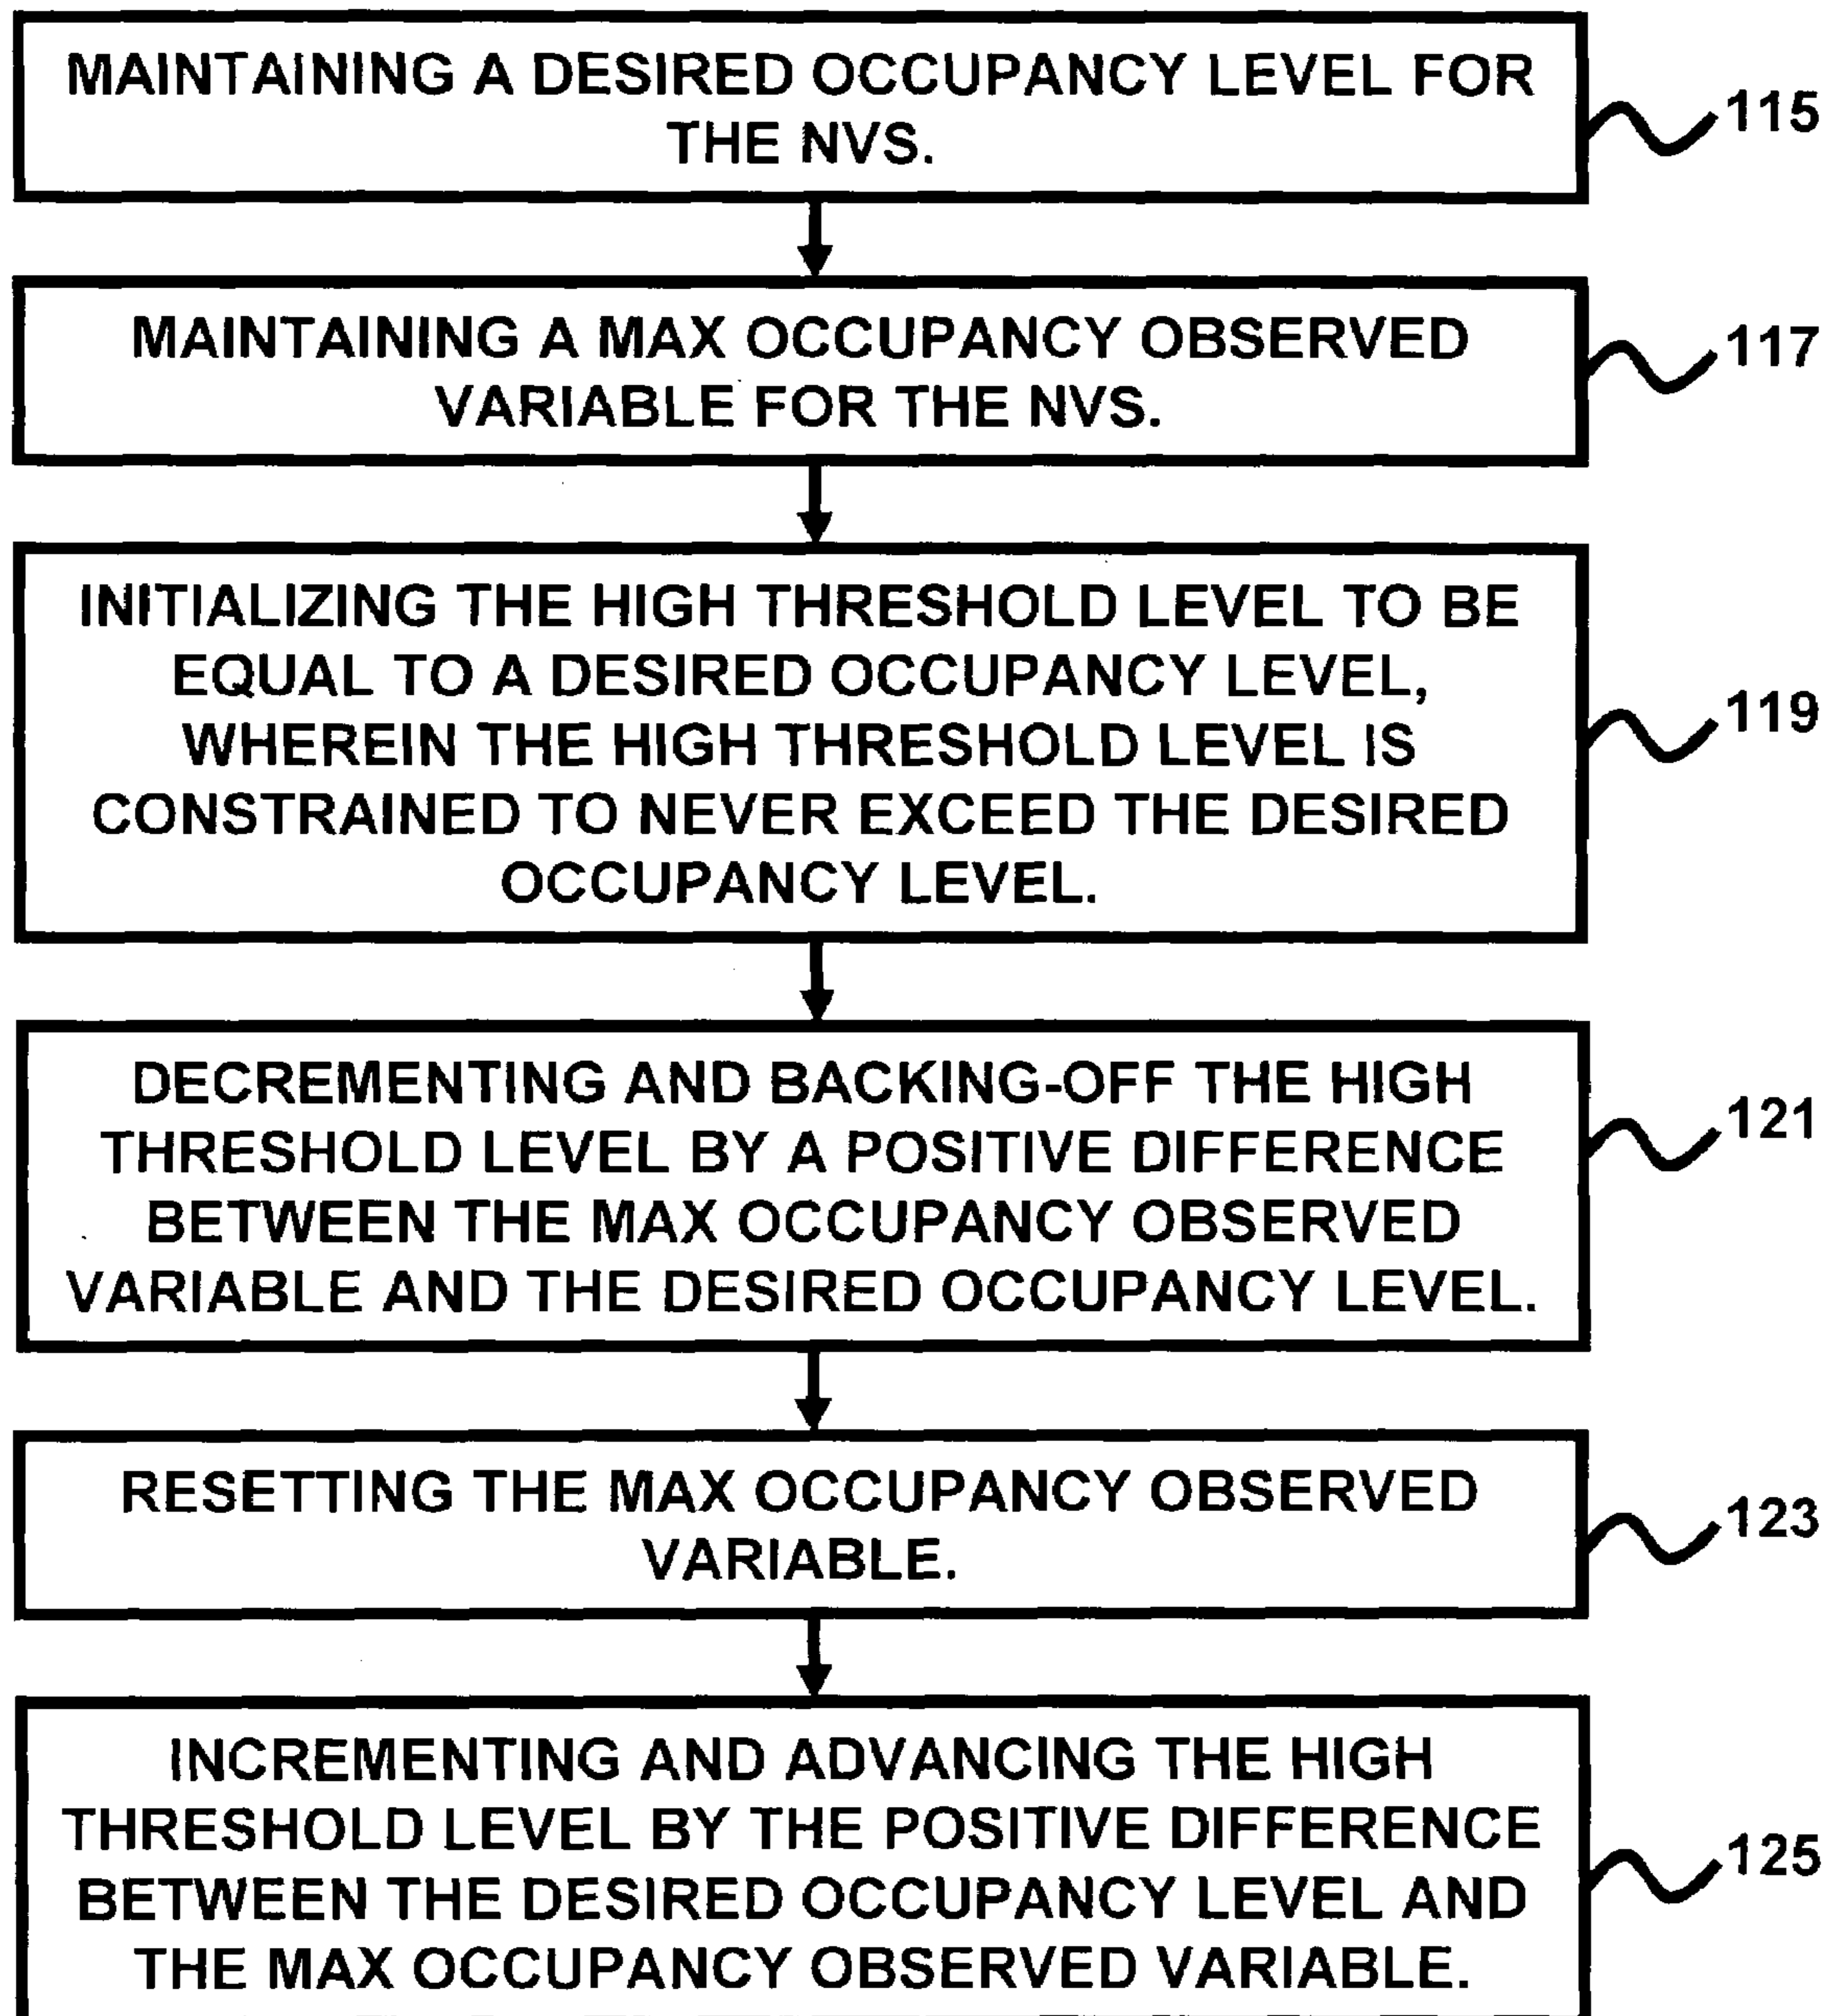 MAINTAINING A DESIRED OCCUPANCY LEVEL FOR
THE NVS.
115
MAINTAINING A MAX OCCUPANCY OBSERVED
VARIABLE FOR THE NVS.
117
INITIALIZING THE HIGH THRESHOLD LEVEL TO BE
EQUAL TO A DESIRED OCCUPANCY LEVEL,
WHEREIN THE HIGH THRESHOLD LEVEL IS
CONSTRAINED TO NEVER EXCEED THE DESIRED
OCCUPANCY LEVEL.
119
DECREMENTING AND BACKING-OFF THE HIGH
THRESHOLD LEVEL BY A POSITIVE DIFFERENCE
BETWEEN THE MAX OCCUPANCY OBSERVED
VARIABLE AND THE DESIRED OCCUPANCY LEVEL.
121
RESETTING THE MAX OCCUPANCY OBSERVED
VARIABLE.
123
INCREMENTING AND ADVANCING THE HIGH
THRESHOLD LEVEL BY THE POSITIVE DIFFERENCE
BETWEEN THE DESIRED OCCUPANCY LEVEL AND
THE MAX OCCUPANCY OBSERVED VARIABLE.
125